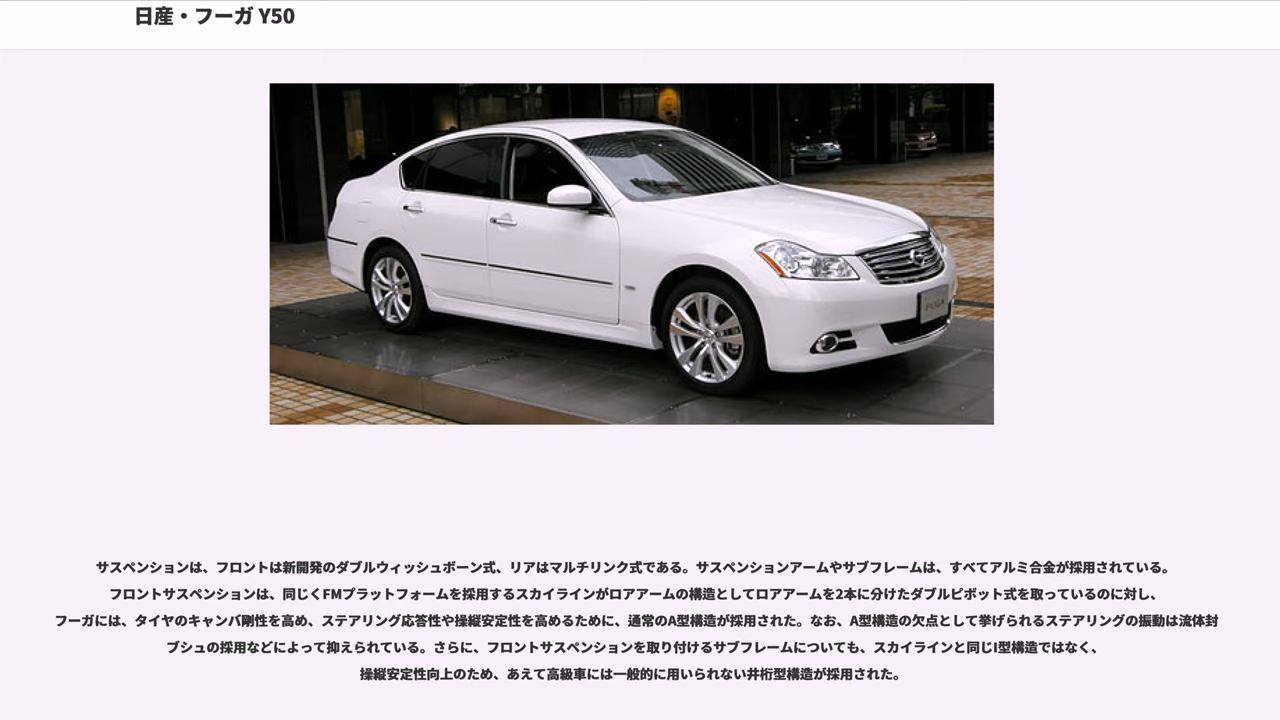 日産・フーガ Y50
FUGA
サスペンションは、フロントは新開発のダブルウィッシュボーン式、リアはマルチリンク式である。サスペンションアームやサブフレームは、すべてアルミ合金が採用されている。
フロントサスペンションは、同じくFMプラットフォームを採用するスカイラインがロアアームの構造としてロアアームを2本に分けたダブルピボット式を取っているのに対し、
フーガには、タイヤのキャンバ剛性を高め、ステアリング応答性や操縦安定性を高めるために、通常のA型構造が採用された。なお、A型構造の欠点として挙げられるステアリングの振動は流体封
ブシュの採用などによって抑えられている。さらに、フロントサスペンションを取り付けるサブフレームについても、スカイラインと同じI型構造ではなく、
操縦安定性向上のため、あえて高級車には一般的に用いられない井桁型構造が採用された。